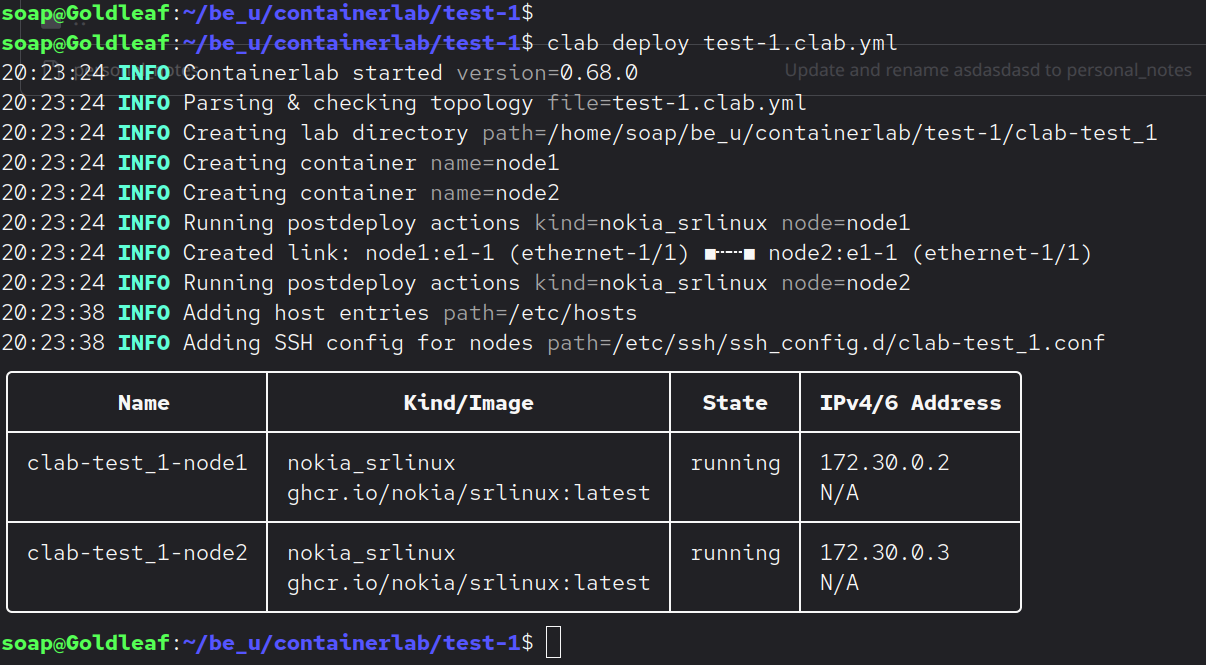 soap@Goldleaf:~/be_u/containerlab/test-1$
soap@Goldleaf:~/be_u/containerlab/test-1$ clab deploy test-1.clab.yml
20:23:24 INFO Containerlab started version=0.68.0
Update and rename asdasdasd to personal_notes
20:23:24 INFO Parsing & checking topology file=test-1.clab.yml
20:23:24 INFO Creating lab directory path=/home/soap/be_u/containerlab/test-1/clab-test_1
20:23:24 INFO Creating container name=node1
20:23:24 INFO Creating container name=node2
20:23:24 INFO Running postdeploy actions kind=nokia_srlinux node=node1
20:23:24 INFO Created link: node1:e1-1 (ethernet-1/1) ▪┄┄▪ node2:e1-1 (ethernet-1/1)
20:23:24 INFO Running postdeploy actions kind=nokia_srlinux node=node2
20:23:38 INFO Adding host entries path=/etc/hosts
20:23:38 INFO Adding SSH config for nodes path=/etc/ssh/ssh_config.d/clab-test_1.conf
Name Kind/Image State IPv4/6 Address
clab-test_1-node1 nokia_srlinux running 172.30.0.2
ghcr.io/nokia/srlinux:latest N/A
clab-test_1-node2 nokia_srlinux running 172.30.0.3
ghcr.io/nokia/srlinux:latest N/A
soap@Goldleaf:~/be_u/containerlab/test-1$